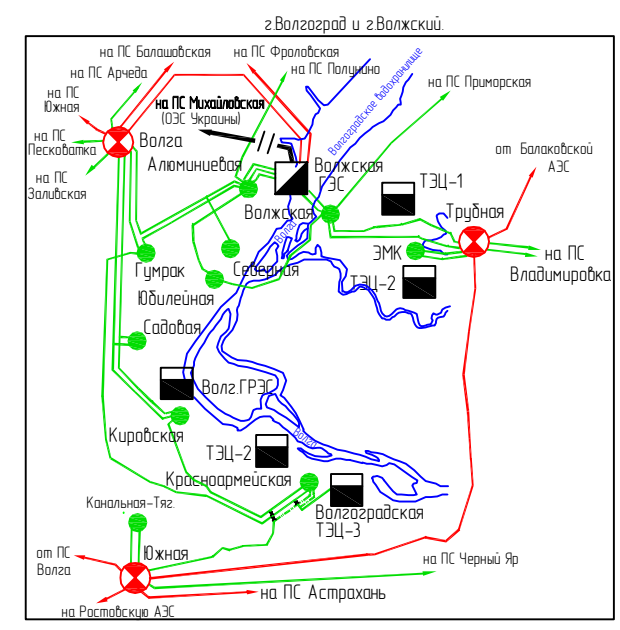 г.Волгоград и г.Волжский.
на ПС Балашовская
на ПС Фроловская
на ПС Арчеда
на ПС Полунино
на ПС
Южная
на ПС Михайловская
(ОЭС Украины)
Волгоградское водохранилище
на ПС Приморская
на ПС
Песковатка
Волга
Алюминиевая
Волжская
ГЭС
от Балаковской
АЭС
на ПС
Заливская
ТЭЦ-1
Волжская
Трубная
Волга
ЭМК
на ПС
Владимировка
Гумрак
Северная
ТЭЦ-2
Юбилейная
Садовая
Волг.ГРЭС
Кировская
ТЭЦ-2
Волга
Красноармейская
Канальная-Тяг.
Волгоградская
ТЭЦ-3
от ПС
Волга
Южная
на ПС Черный Яр
на ПС Астрахань
на Ростовскую АЭС